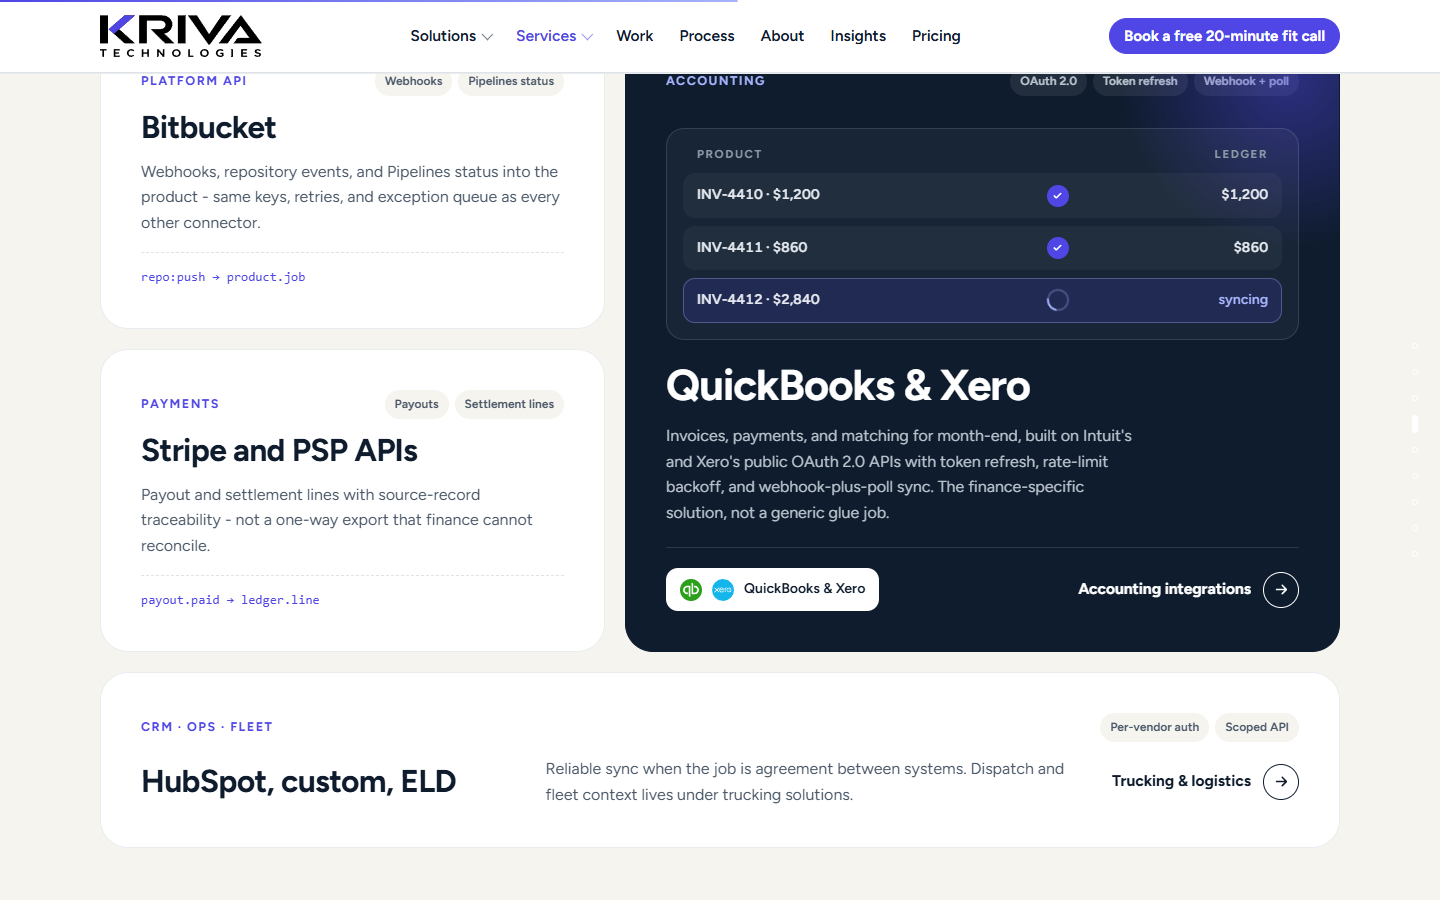 KRIVA
TECHNOLOGIES
Solutions
Services
Work
Process
About
Insights
Pricing
Book a free 20-minute fit call
PLATFORM API
Webhooks
Pipelines status
Bitbucket
Webhooks, repository events, and Pipelines status into the
product - same keys, retries, and exception queue as every
other connector.
repo:push → product.job
PAYMENTS
Payouts
Settlement lines
Stripe and PSP APIs
Payout and settlement lines with source-record
traceability - not a one-way export that finance cannot
reconcile.
payout.paid → ledger.line
ACCOUNTING
OAuth 2.0
Token refresh
Webhook + poll
PRODUCT
LEDGER
INV-4410 · $1,200
$1,200
INV-4411 · $860
$860
INV-4412 · $2,840
syncing
QuickBooks & Xero
Invoices, payments, and matching for month-end, built on Intuit's
and Xero's public OAuth 2.0 APIs with token refresh, rate-limit
backoff, and webhook-plus-poll sync. The finance-specific
solution, not a generic glue job.
qb
xero
QuickBooks & Xero
Accounting integrations
CRM · OPS · FLEET
Per-vendor auth
Scoped API
HubSpot, custom, ELD
Reliable sync when the job is agreement between systems. Dispatch and
fleet context lives under trucking solutions.
Trucking & logistics